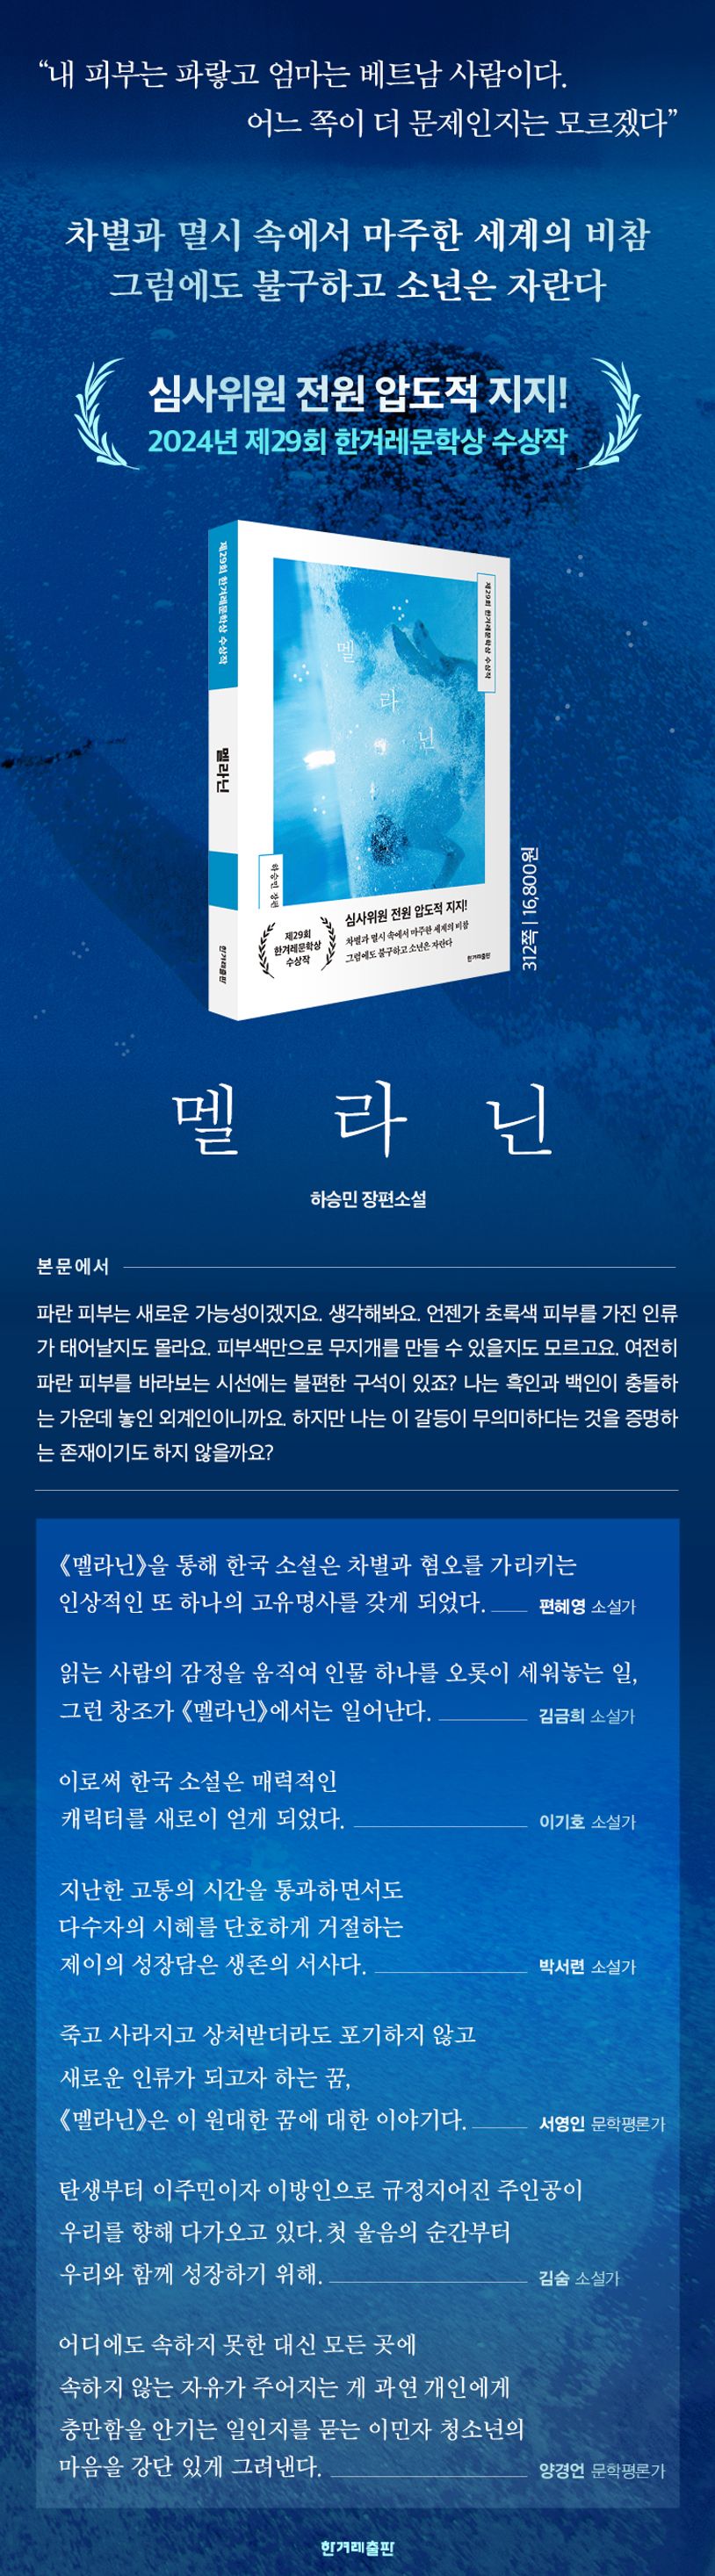 “내 피부는 파랗고 엄마는 베트남 사람이다.
어느 쪽이 더 문제인지는 모르겠다”
차별과 멸시 속에서 마주한 세계의 비참
그럼에도 불구하고 소년은 자란다
심사위원 전원 압도적 지지!
2024년 제29회 한겨레문학상 수상작
제29회 한겨레문학상 수상작
멜라닌
한겨레출판
제29회 한겨레문학상 수상작
멜
라
닌
하승민 장편
제29회
한겨레문학상
수상작
심사위원 전원 압도적 지지!
차별과 멸시 속에서 마주한 세계의 비참
그럼에도 불구하고 소년은 자란다
한겨레출판
312쪽 | 16,800원
멜 라 닌
하승민 장편소설
본문에서
파란 피부는 새로운 가능성이겠지요. 생각해봐요. 언젠가 초록색 피부를 가진 인류
가 태어날지도 몰라요. 피부색만으로 무지개를 만들 수 있을지도 모르고요. 여전히
파란 피부를 바라보는 시선에는 불편한 구석이 있죠? 나는 흑인과 백인이 충돌하
는 가운데 놓인 외계인이니까요. 하지만 나는 이 갈등이 무의미하다는 것을 증명하
는 존재이기도 하지 않을까요?
《멜라닌》을 통해 한국 소설은 차별과 혐오를 가리키는
인상적인 또 하나의 고유명사를 갖게 되었다. 편혜영 소설가
읽는 사람의 감정을 움직여 인물 하나를 오롯이 세워놓는 일,
그런 창조가 《멜라닌》에서는 일어난다. 김금희 소설가
이로써 한국 소설은 매력적인
캐릭터를 새로이 얻게 되었다. 이기호 소설가
지난한 고통의 시간을 통과하면서도
다수자의 시혜를 단호하게 거절하는
제이의 성장담은 생존의 서사다. 박서련 소설가
죽고 사라지고 상처받더라도 포기하지 않고
새로운 인류가 되고자 하는 꿈,
《멜라닌》은 이 원대한 꿈에 대한 이야기다. 서영인 문학평론가
탄생부터 이주민이자 이방인으로 규정지어진 주인공이
우리를 향해 다가오고 있다. 첫 울음의 순간부터
우리와 함께 성장하기 위해. 김숨 소설가
어디에도 속하지 못한 대신 모든 곳에
속하지 않는 자유가 주어지는 게 과연 개인에게
충만함을 안기는 일인지를 묻는 이민자 청소년의
마음을 강단 있게 그려낸다. 양경언 문학평론가
한겨레출판